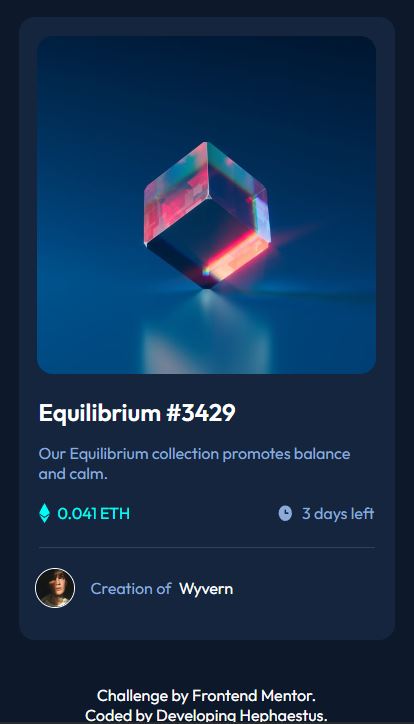 Equilibrium #3429
Our Equilibrium collection promotes balance
and calm.
0.041 ETH
3 days left
Creation of Wyvern
Challenge by Frontend Mentor.
Coded by Developing Hephaestus.